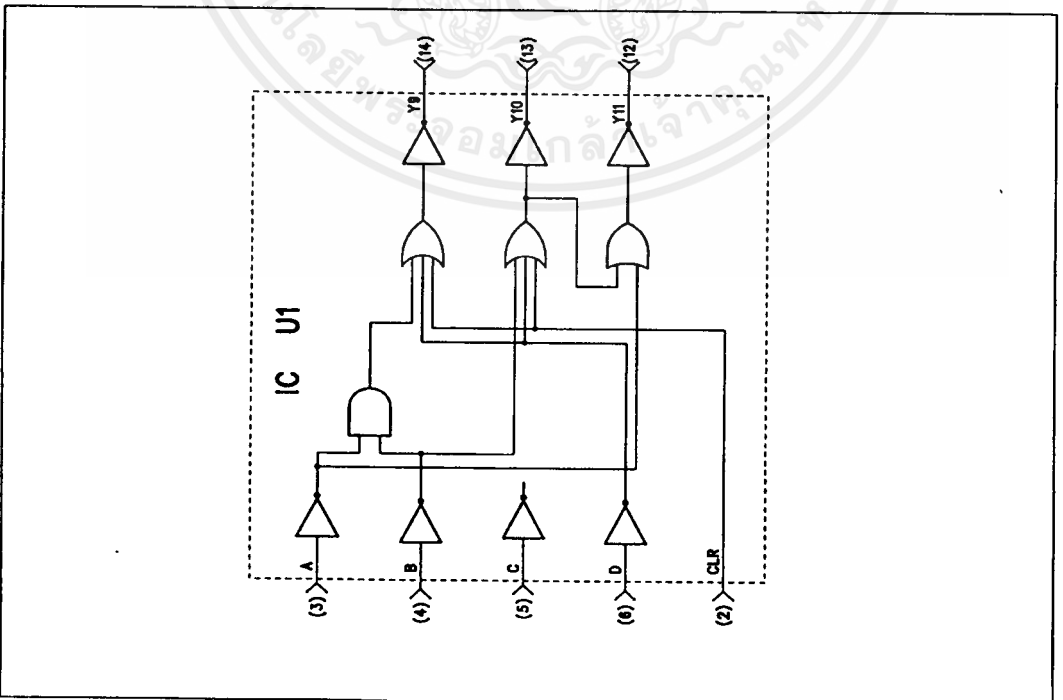 (14)
(13)
(12)
Y9
Y10
Y11
IC U1
A
B
C
D
CLR
(3)
(4)
(5)
(6)
(2)